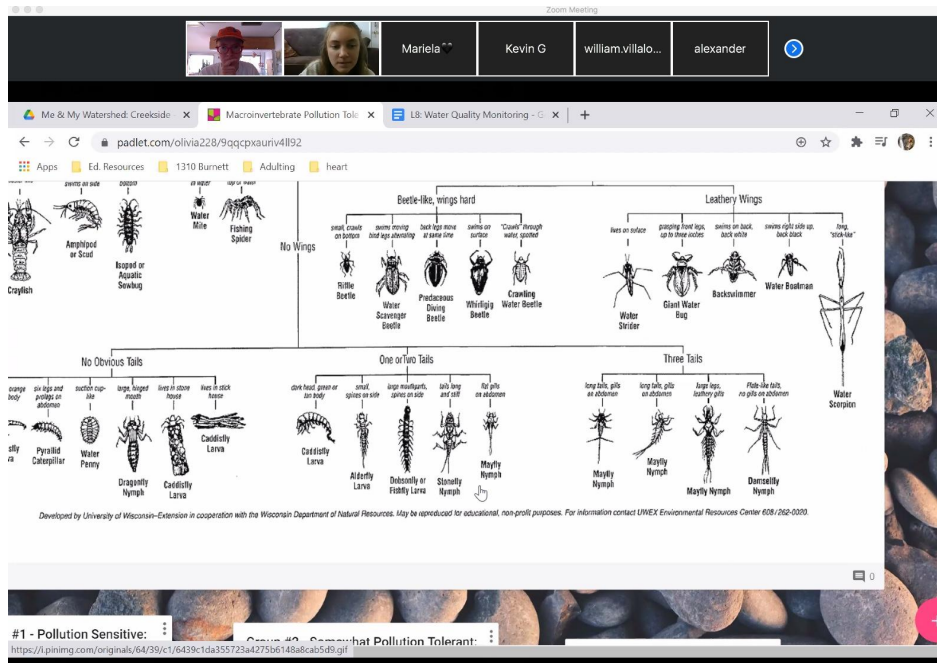 Zoom Meeting
Mariela🖤
Kevin G
william.villalo...
alexander
Me & My Watershed: Creekside
Macroinvertebrate Pollution Tole
L8: Water Quality Monitoring - G
padlet.com/olivia228/9qqcpxauriv4ll92
Apps
Ed. Resources
1310 Burnett
Adulting
heart
swims on side
bottom
Beetle-like, wings hard
Leathery Wings
Water
Mite
Fishing
Spider
Amphipod
or Scud
Isopod or
Aquatic
Sowbug
Crayfish
No Wings
small, crawls
on bottom
swims moving
hind legs alternating
back legs move
at same time
swims on
surface
"Crawls" through
water, spotted
lives on surface
grasping front legs,
up to three inches
swims on back,
back white
swims right side up,
back black
long,
"stick-like"
Riffle
Beetle
Water
Scavenger
Beetle
Predaceous
Diving
Beetle
Whirligig
Beetle
Crawling
Water Beetle
Water
Strider
Giant Water
Bug
Backswimmer
Water Boatman
Water
Scorpion
No Obvious Tails
One or Two Tails
Three Tails
orange
body
six legs and
prolegs on
abdomen
suction cup-
like
large, hinged
mouth
lives in stone
house
lives in stick
house
dark head, green or
tan body
small,
spines on side
large mouthparts,
spines on side
tails long
and stiff
flat gills
on abdomen
long tails, gills
on abdomen
long tails, gills
on abdomen
large legs,
leathery gills
Plate-like tails,
no gills on abdomen
Pyralid
Caterpillar
Water
Penny
Dragonfly
Nymph
Caddisfly
Larva
Caddisfly
Larva
Caddisfly
Larva
Alderfly
Larva
Dobsonfly or
Fishfly Larva
Stonefly
Nymph
Mayfly
Nymph
Mayfly
Nymph
Mayfly
Nymph
Mayfly Nymph
Damselfly
Nymph
Developed by University of Wisconsin–Extension in cooperation with the Wisconsin Department of Natural Resources. May be reproduced for educational, non-profit purposes. For information contact UWEX Environmental Resources Center 608/262-0020.
0
#1 - Pollution Sensitive:
Group #2 - Somewhat Pollution Tolerant:
https://i.pinimg.com/originals/64/39/c1/6439c1da355723a4275b6148a8cab5d9.gif